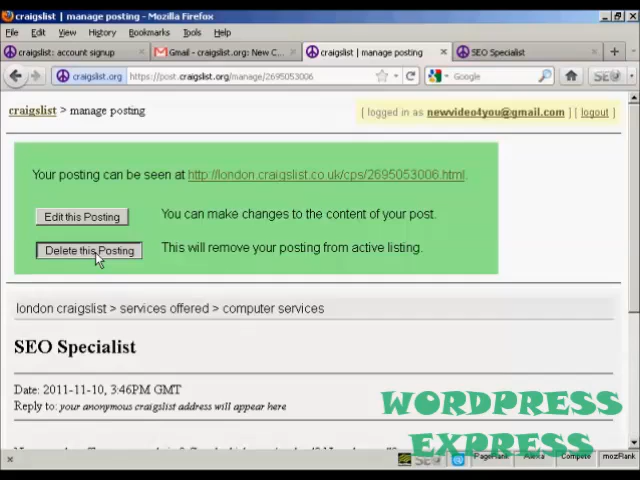 craigslist | manage posting - Mozilla Firefox
File Edit View History Bookmarks Tools Help
craigslist: account signup
Gmail - craigslist.org: New C...
craigslist | manage posting
SEO Specialist
craigslist.org
https://post.craigslist.org/manage/2695053006
Google
craigslist > manage posting
[ logged in as newvideo4you@gmail.com ] [ logout ]
Your posting can be seen at http://london.craigslist.co.uk/cps/2695053006.html.
Edit this Posting You can make changes to the content of your post.
Delete this Posting This will remove your posting from active listing.
london craigslist > services offered > computer services
SEO Specialist
Date: 2011-11-10, 3:46PM GMT
Reply to: your anonymous craigslist address will appear here
WORDPRESS
EXPRESS
PageRank Alexa Compete mozRank